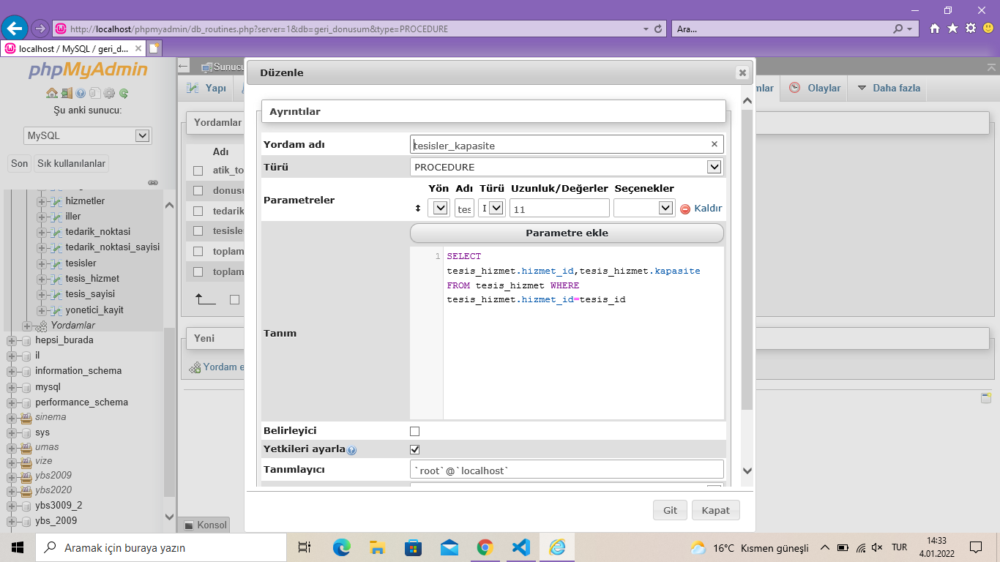 http://localhost/phpmyadmin/db_routines.php?server=1&db=geri_donusum&type=PROCEDURE
Ara...
localhost / MySQL / geri_d...
phpMyAdmin
Şu anki sunucu:
MySQL
Son
Sık kullanılanlar
hizmetler
iller
tedarik_noktasi
tedarik_noktasi_sayisi
tesisler
tesis_hizmet
tesis_sayisi
yonetici_kayit
Yordamlar
hepsi_burada
il
information_schema
mysql
performance_schema
sinema
sys
umas
vize
ybs2009
ybs2020
ybs3009_2
ybs_2009
Sunucu
Yapı
Olaylar
Daha fazla
Yordamlar
Adı
atik_to
donusu
tedarik
tesisler
toplam
toplam
Yeni
Yordam e
Konsol
Düzenle
Ayrıntılar
Yordam adı
tesisler_kapasite
Türü
PROCEDURE
Parametreler
Yön Adı Türü Uzunluk/Değerler Seçenekler
tes I 11 Kaldır
Parametre ekle
Tanım
1 SELECT
tesis_hizmet.hizmet_id,tesis_hizmet.kapasite
FROM tesis_hizmet WHERE
tesis_hizmet.hizmet_id=tesis_id
Belirleyici
Yetkileri ayarla
Tanımlayıcı
`root`@`localhost`
Git
Kapat
Aramak için buraya yazın
16°C Kısmen güneşli
TUR
14:33
4.01.2022